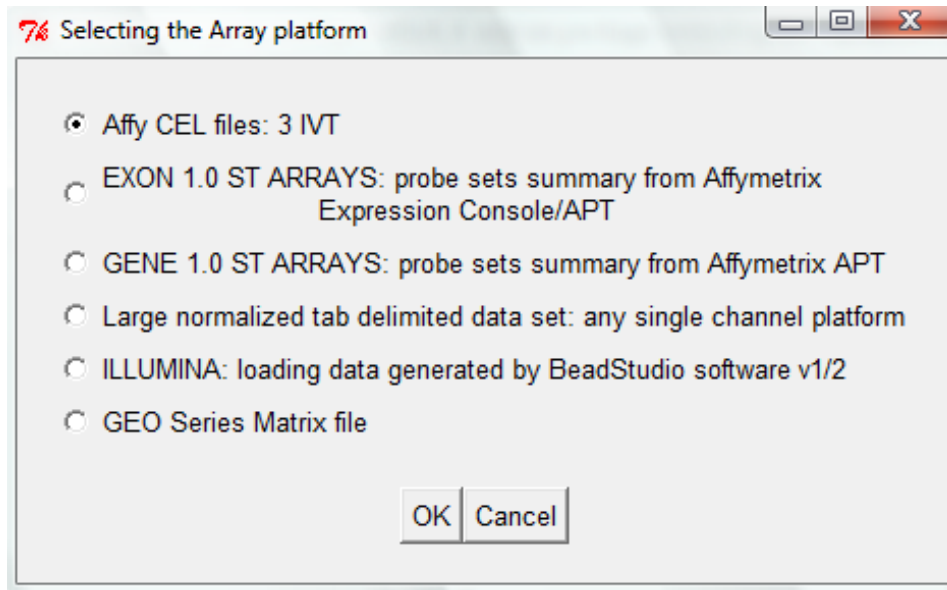 Selecting the Array platform
Affy CEL files: 3 IVT
EXON 1.0 ST ARRAYS: probe sets summary from Affymetrix
Expression Console/APT
GENE 1.0 ST ARRAYS: probe sets summary from Affymetrix APT
Large normalized tab delimited data set: any single channel platform
ILLUMINA: loading data generated by BeadStudio software v1/2
GEO Series Matrix file
OK Cancel